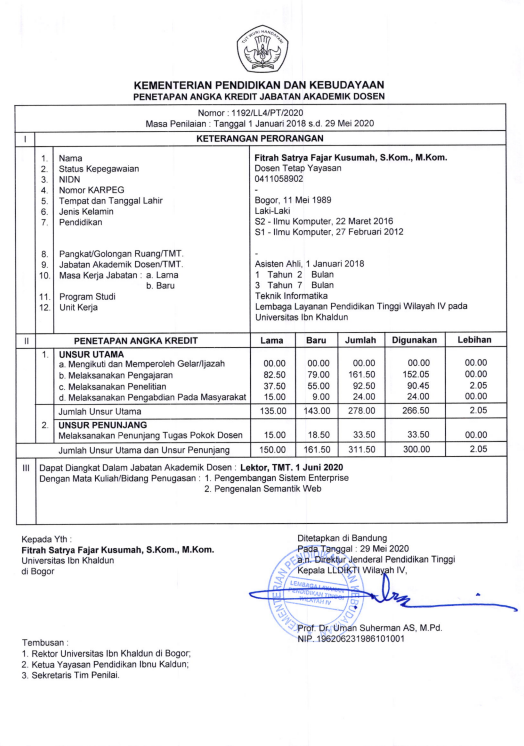 TUT WURI HANDAYANI
KEMENTERIAN PENDIDIKAN DAN KEBUDAYAAN
PENETAPAN ANGKA KREDIT JABATAN AKADEMIK DOSEN
Nomor : 1192/LL4/PT/2020
Masa Penilaian : Tanggal 1 Januari 2018 s.d. 29 Mei 2020
I KETERANGAN PERORANGAN
1. Nama Fitrah Satrya Fajar Kusumah, S.Kom., M.Kom.
2. Status Kepegawaian Dosen Tetap Yayasan
3. NIDN 0411058902
4. Nomor KARPEG -
5. Tempat dan Tanggal Lahir Bogor, 11 Mei 1989
6. Jenis Kelamin Laki-Laki
7. Pendidikan S2 - Ilmu Komputer, 22 Maret 2016
S1 - Ilmu Komputer, 27 Februari 2012
8. Pangkat/Golongan Ruang/TMT. -
9. Jabatan Akademik Dosen/TMT. Asisten Ahli, 1 Januari 2018
10. Masa Kerja Jabatan : a. Lama 1 Tahun 2 Bulan
b. Baru 3 Tahun 7 Bulan
11. Program Studi Teknik Informatika
12. Unit Kerja Lembaga Layanan Pendidikan Tinggi Wilayah IV pada
Universitas Ibn Khaldun
II PENETAPAN ANGKA KREDIT Lama Baru Jumlah Digunakan Lebihan
1. UNSUR UTAMA
a. Mengikuti dan Memperoleh Gelar/Ijazah 00.00 00.00 00.00 00.00 00.00
b. Melaksanakan Pengajaran 82.50 79.00 161.50 152.05 00.00
c. Melaksanakan Penelitian 37.50 55.00 92.50 90.45 2.05
d. Melaksanakan Pengabdian Pada Masyarakat 15.00 9.00 24.00 24.00 00.00
Jumlah Unsur Utama 135.00 143.00 278.00 266.50 2.05
2. UNSUR PENUNJANG
Melaksanakan Penunjang Tugas Pokok Dosen 15.00 18.50 33.50 33.50 00.00
Jumlah Unsur Utama dan Unsur Penunjang 150.00 161.50 311.50 300.00 2.05
III Dapat Diangkat Dalam Jabatan Akademik Dosen : Lektor, TMT. 1 Juni 2020
Dengan Mata Kuliah/Bidang Penugasan : 1. Pengembangan Sistem Enterprise
2. Pengenalan Semantik Web
Kepada Yth :
Fitrah Satrya Fajar Kusumah, S.Kom., M.Kom.
Universitas Ibn Khaldun
di Bogor
Ditetapkan di Bandung
Pada Tanggal : 29 Mei 2020
a.n. Direktur Jenderal Pendidikan Tinggi
Kepala LLDIKTI Wilayah IV,
KEMENTERIAN PENDIDIKAN DAN KEBUDAYAAN
LEMBAGA LAYANAN
PENDIDIKAN TINGGI
WILAYAH IV
Prof. Dr. Uman Suherman AS, M.Pd.
NIP. 196206231986101001
Tembusan :
1. Rektor Universitas Ibn Khaldun di Bogor;
2. Ketua Yayasan Pendidikan Ibnu Kaldun;
3. Sekretaris Tim Penilai.